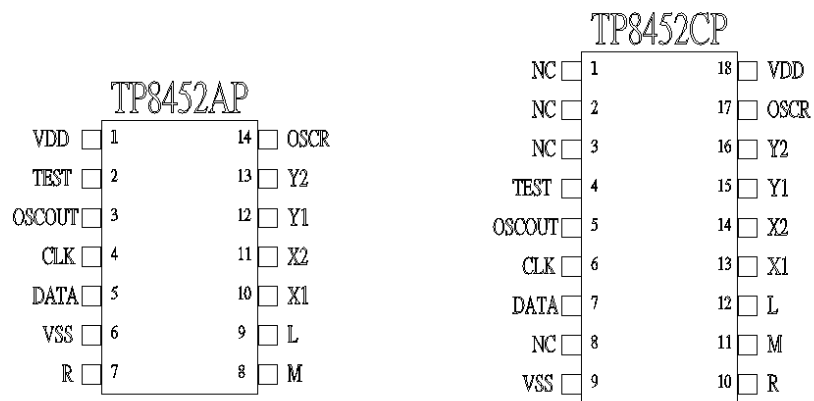 TP8452AP
VDD 1 14 OSCR
TEST 2 13 Y2
OSCOUT 3 12 Y1
CLK 4 11 X2
DATA 5 10 X1
VSS 6 9 L
R 7 8 M
TP8452CP
NC 1 18 VDD
NC 2 17 OSCR
NC 3 16 Y2
TEST 4 15 Y1
OSCOUT 5 14 X2
CLK 6 13 X1
DATA 7 12 L
NC 8 11 M
VSS 9 10 R